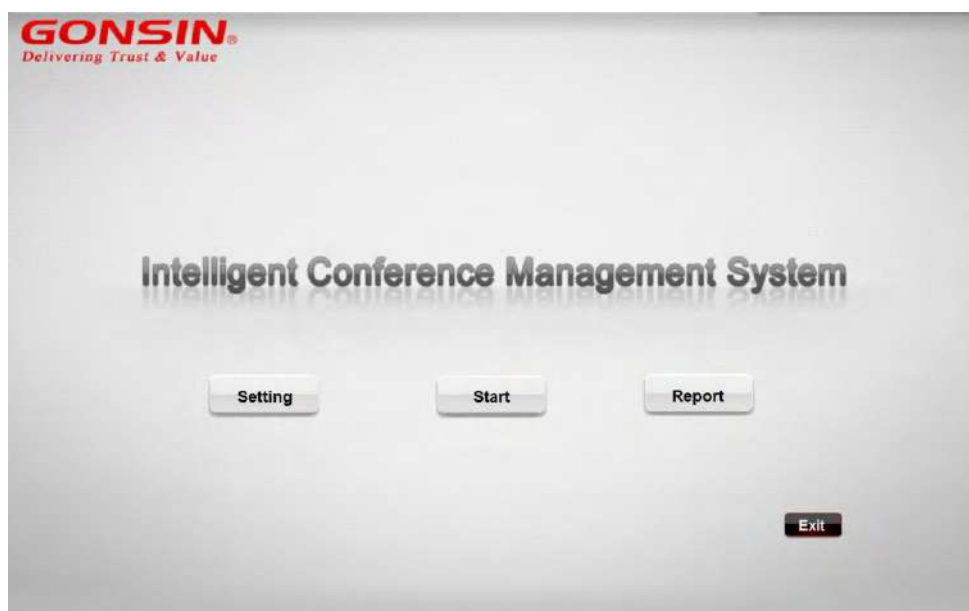 GONSIN®
Delivering Trust & Value
Intelligent Conference Management System
Setting
Start
Report
Exit